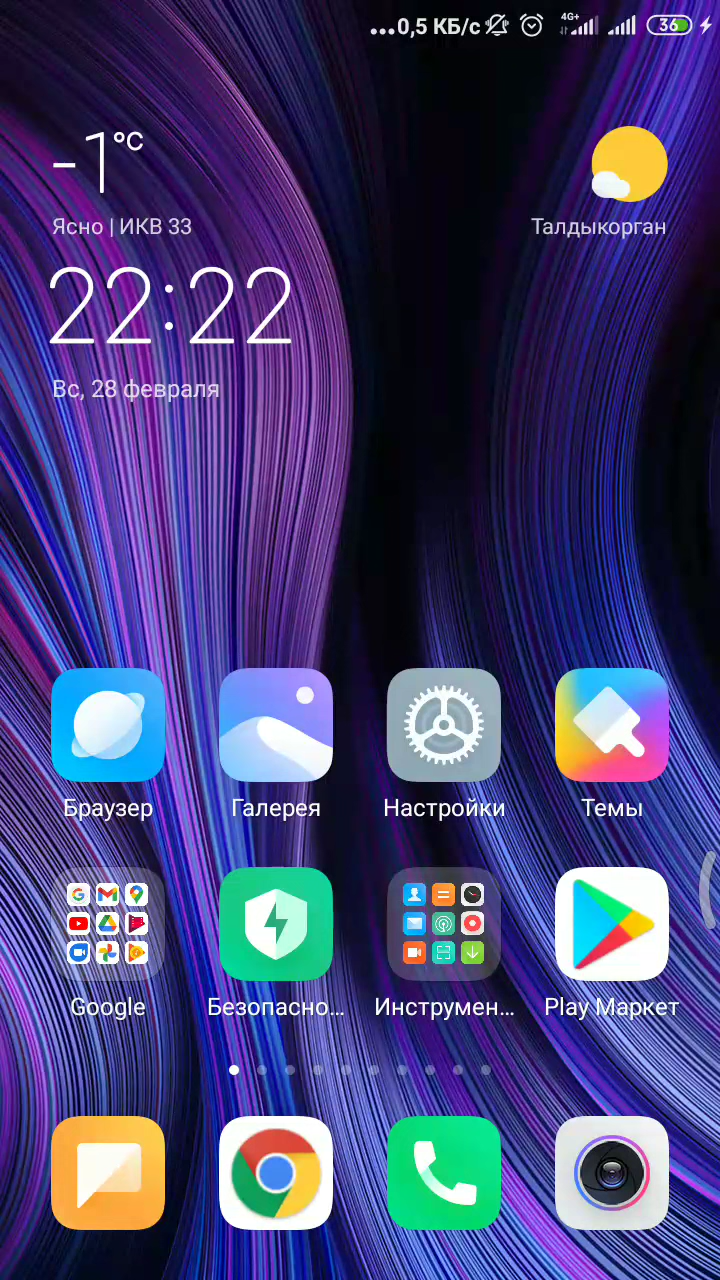 ...0,5 КБ/с 4G+ 36
-1°C
Ясно | ИКВ 33
Талдыкорган
22:22
Вс, 28 февраля
Браузер
Галерея
Настройки
Темы
Google
Безопасно...
Инструмен...
Play Маркет